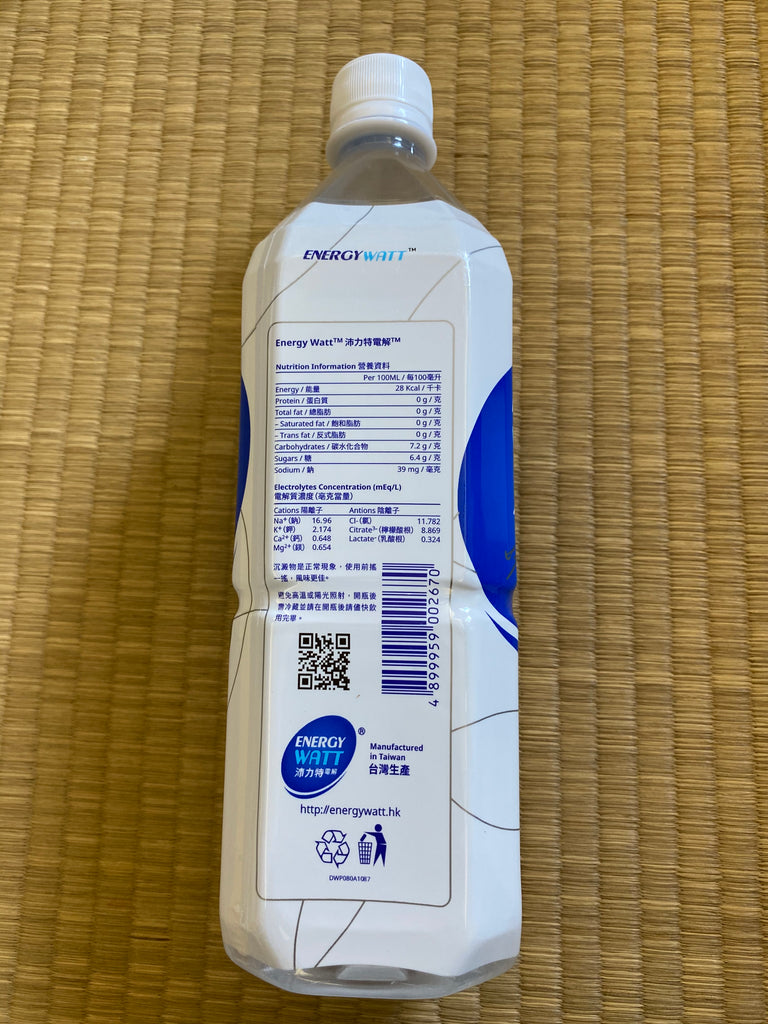 ENERGYWATT™
Energy Watt™ 沛力特電解™
Nutrition Information 營養資料
Per 100ML / 每100毫升
Energy / 能量 28 Kcal / 千卡
Protein / 蛋白質 0 g / 克
Total fat / 總脂肪 0 g / 克
– Saturated fat / 飽和脂肪 0 g / 克
– Trans fat / 反式脂肪 0 g / 克
Carbohydrates / 碳水化合物 7.2 g / 克
Sugars / 糖 6.4 g / 克
Sodium / 鈉 39 mg / 毫克
Electrolytes Concentration (mEq/L)
電解質濃度（毫克當量）
Cations 陽離子 Antions 陰離子
Na⁺ (鈉) 16.96 Cl- (氯) 11.782
K⁺ (鉀) 2.174 Citrate³- (檸檬酸根) 8.869
Ca²⁺ (鈣) 0.648 Lactate- (乳酸根) 0.324
Mg²⁺ (鎂) 0.654
沉澱物是正常現象，使用前搖
一搖，風味更佳。
避免高溫或陽光照射，開瓶後
需冷藏並請在開瓶後請儘快飲
用完畢。
4 899959 002670
ENERGY
WATT
沛力特電解
®
Manufactured
in Taiwan
台灣生產
http://energywatt.hk
DWP080A1087